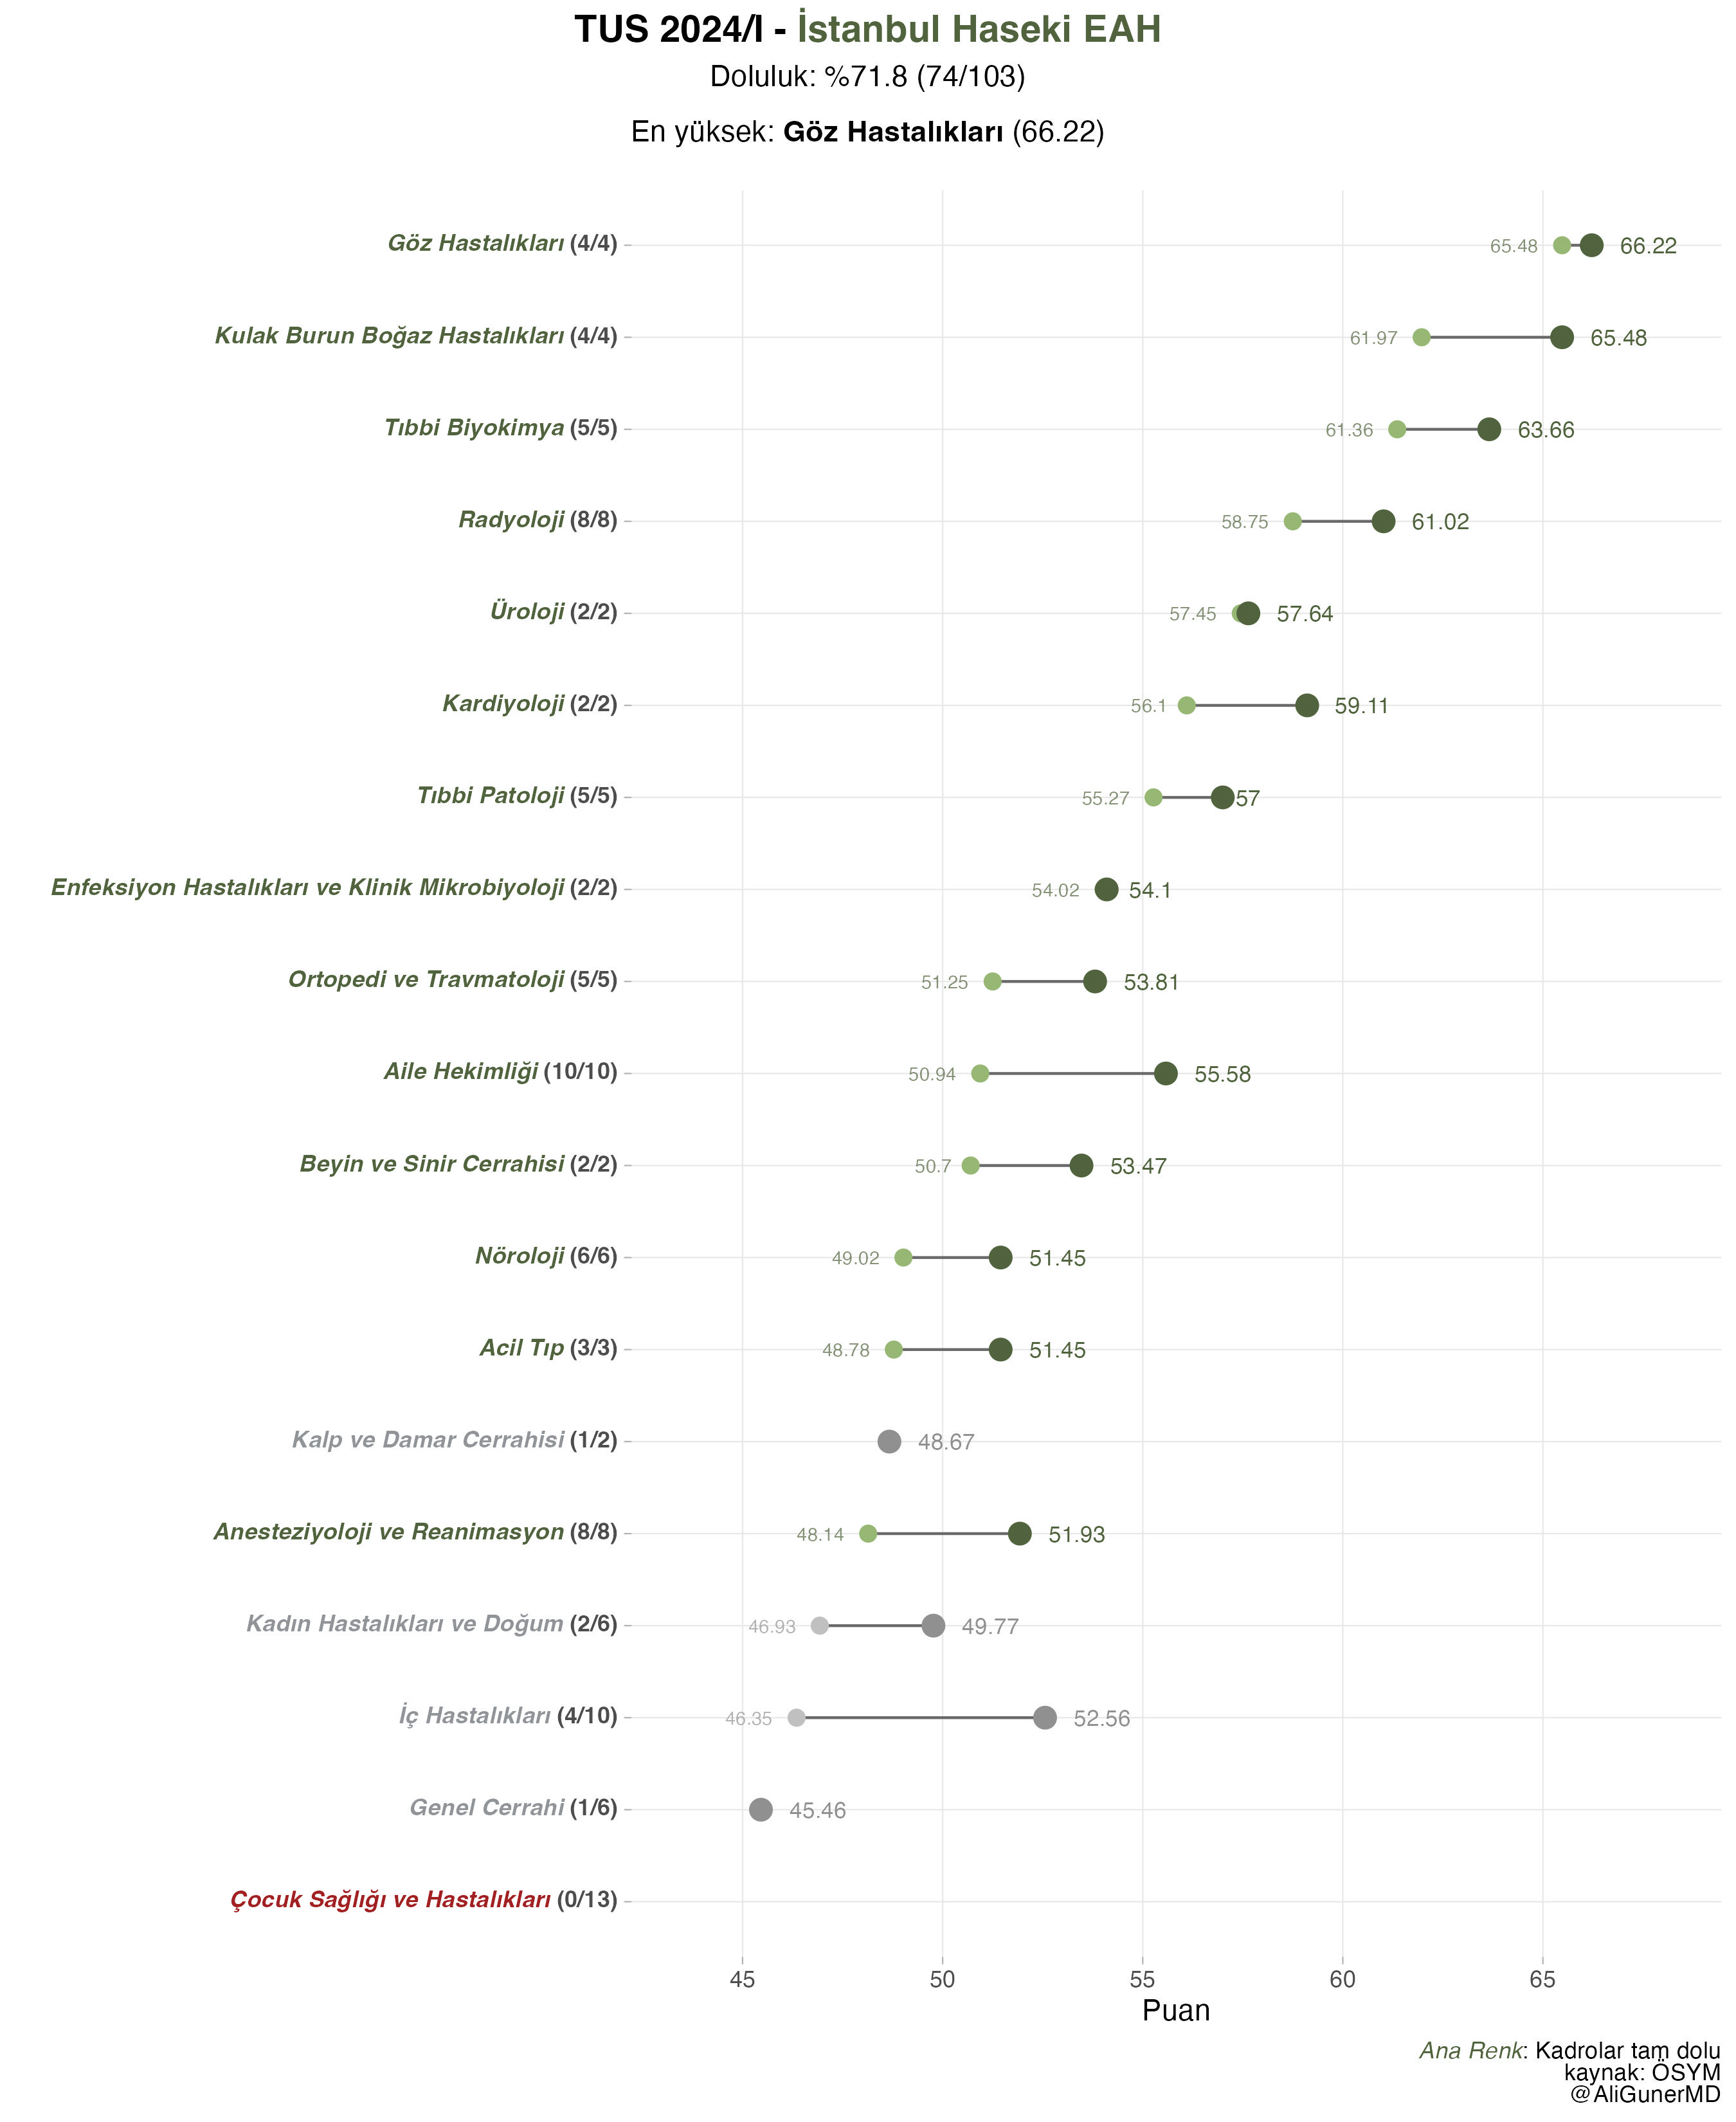 TUS 2024/I - İstanbul Haseki EAH
Doluluk: %71.8 (74/103)
En yüksek: Göz Hastalıkları (66.22)
Göz Hastalıkları (4/4) 65.48 66.22
Kulak Burun Boğaz Hastalıkları (4/4) 61.97 65.48
Tıbbi Biyokimya (5/5) 61.36 63.66
Radyoloji (8/8) 58.75 61.02
Üroloji (2/2) 57.45 57.64
Kardiyoloji (2/2) 56.1 59.11
Tıbbi Patoloji (5/5) 55.27 57
Enfeksiyon Hastalıkları ve Klinik Mikrobiyoloji (2/2) 54.02 54.1
Ortopedi ve Travmatoloji (5/5) 51.25 53.81
Aile Hekimliği (10/10) 50.94 55.58
Beyin ve Sinir Cerrahisi (2/2) 50.7 53.47
Nöroloji (6/6) 49.02 51.45
Acil Tıp (3/3) 48.78 51.45
Kalp ve Damar Cerrahisi (1/2) 48.67
Anesteziyoloji ve Reanimasyon (8/8) 48.14 51.93
Kadın Hastalıkları ve Doğum (2/6) 46.93 49.77
İç Hastalıkları (4/10) 46.35 52.56
Genel Cerrahi (1/6) 45.46
Çocuk Sağlığı ve Hastalıkları (0/13)
45 50 55 60 65
Puan
Ana Renk: Kadrolar tam dolu
kaynak: ÖSYM
@AliGunerMD